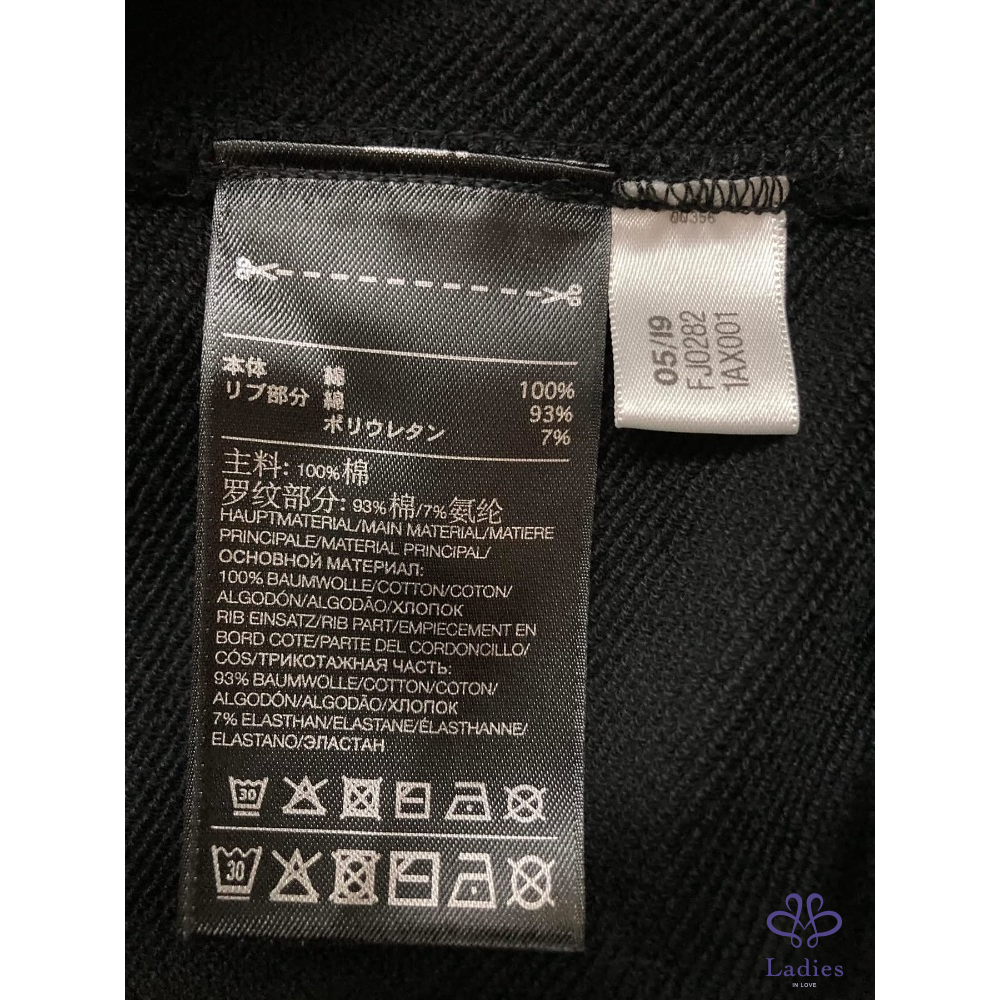 本体 綿 100%
リブ部分 綿 93%
ポリウレタン 7%
主料: 100%棉
罗纹部分: 93%棉/7%氨纶
HAUPTMATERIAL/MAIN MATERIAL/MATIERE
PRINCIPALE/MATERIAL PRINCIPAL/
ОСНОВНОЙ МАТЕРИАЛ:
100% BAUMWOLLE/COTTON/COTON/
ALGODÓN/ALGODÃO/ХЛОПОК
RIB EINSATZ/RIB PART/EMPIECEMENT EN
BORD COTE/PARTE DEL CORDONCILLO/
CÓS/ТРИКОТАЖНАЯ ЧАСТЬ:
93% BAUMWOLLE/COTTON/COTON/
ALGODÓN/ALGODÃO/ХЛОПОК
7% ELASTHAN/ELASTANE/ÉLASTHANNE/
ELASTANO/ЭЛАСТАН
30
30
00356
05/19
FJ0282
1AX001
Ladies
IN LOVE